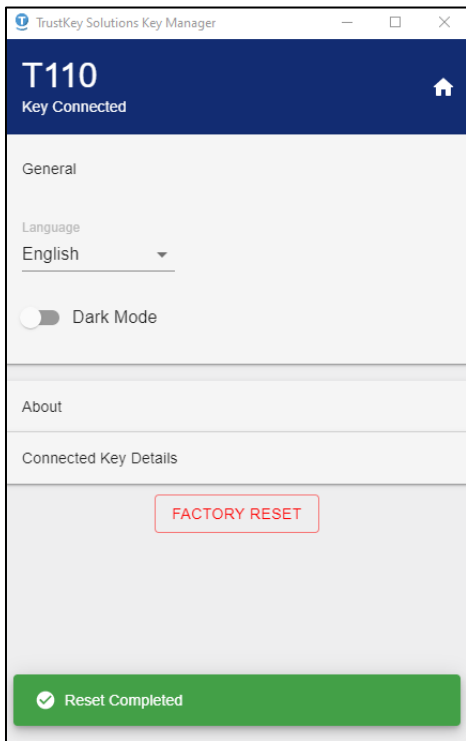 TrustKey Solutions Key Manager
T110
Key Connected
General
Language
English
Dark Mode
About
Connected Key Details
FACTORY RESET
Reset Completed